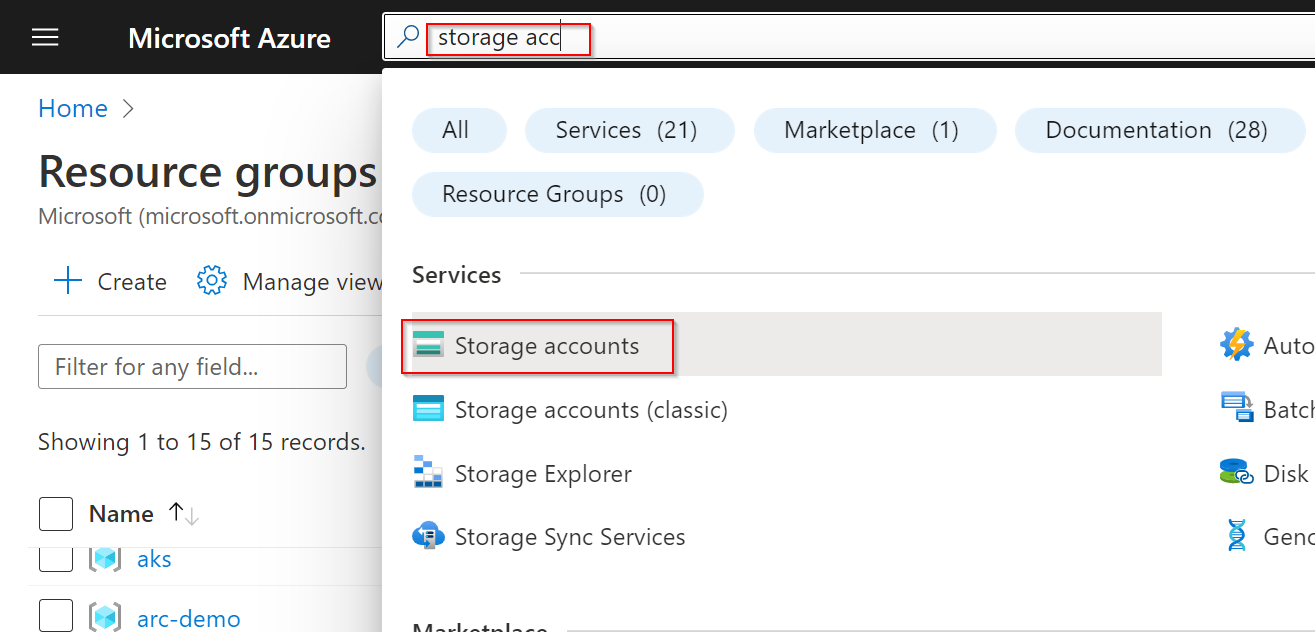 Microsoft Azure
storage acc
Home
All
Services (21)
Marketplace (1)
Documentation (28)
Resource groups
Resource Groups (0)
Microsoft (microsoft.onmicrosoft.co
Create
Manage view
Services
Filter for any field...
Storage accounts
Auto
Storage accounts (classic)
Batch
Showing 1 to 15 of 15 records.
Storage Explorer
Disk
Name
Storage Sync Services
Geno
aks
arc-demo
Marketplace